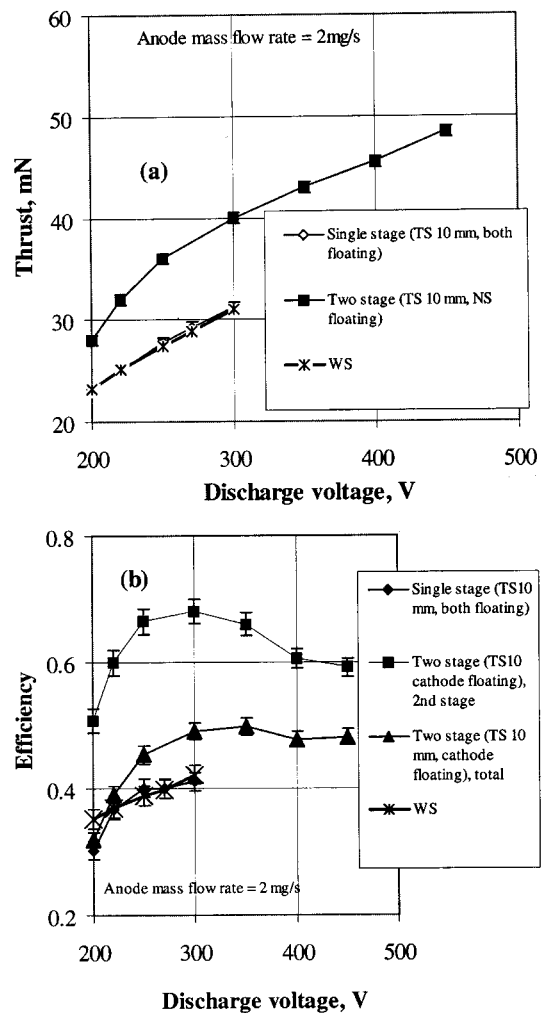 60
Anode mass flow rate = 2mg/s
50
(a)
Thrust, mN
40
Single stage (TS 10 mm, both
floating)
30
Two stage (TS 10 mm, NS
floating)
WS
20
200
300
400
500
Discharge voltage, V
0.8
(b)
Single stage (TS10
mm, both floating)
0.6
Two stage (TS10
cathode floating),
2nd stage
Efficiency
Two stage (TS 10
mm, cathode
floating), total
0.4
WS
Anode mass flow rate = 2 mg/s
0.2
200
300
400
500
Discharge voltage, V